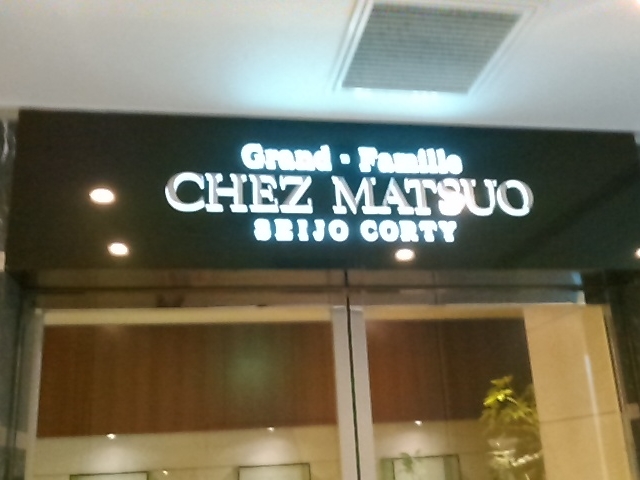 Grand・Famille
CHEZ MATSUO
SEIJO CORTY